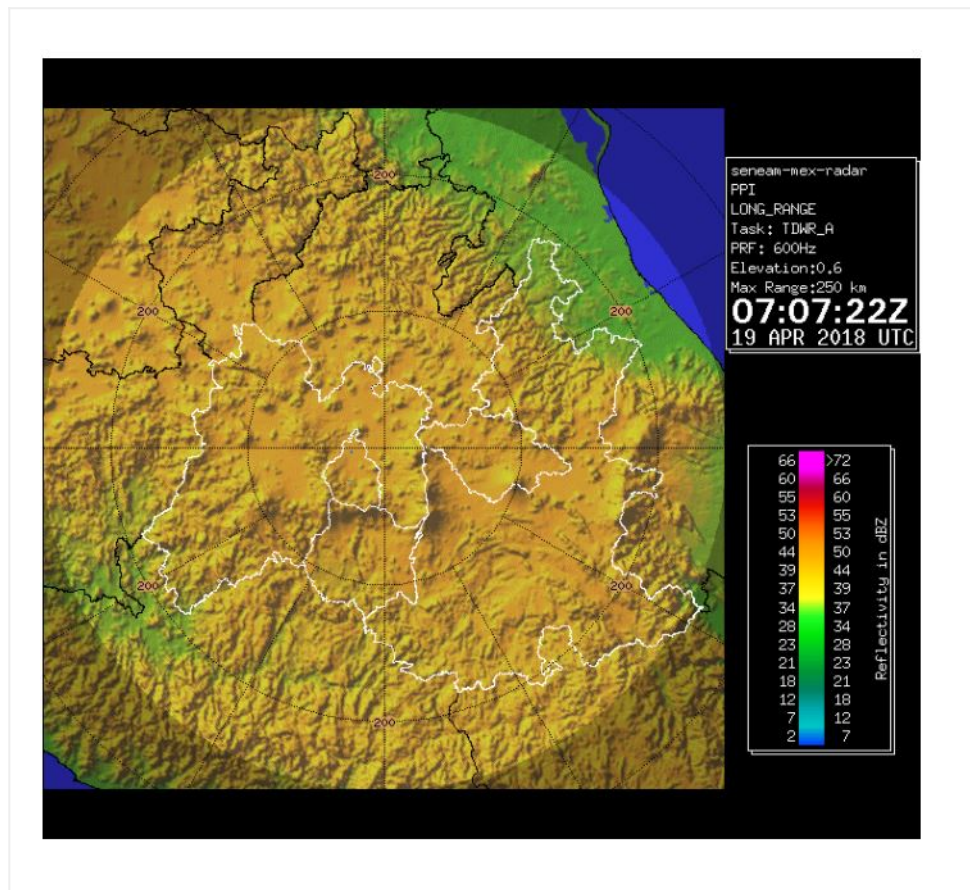 200
200
200
200
200
200
seneam-mex-radar
PPI
LONG_RANGE
Task: TDWR_A
PRF: 600Hz
Elevation:0.6
Max Range:250 km
07:07:22Z
19 APR 2018 UTC
66 >72
60 66
55 60
53 55
50 53
44 50
39 44
37 39
34 37
28 34
23 28
21 23
18 21
12 18
7 12
2 7
Reflectivity in dBZ